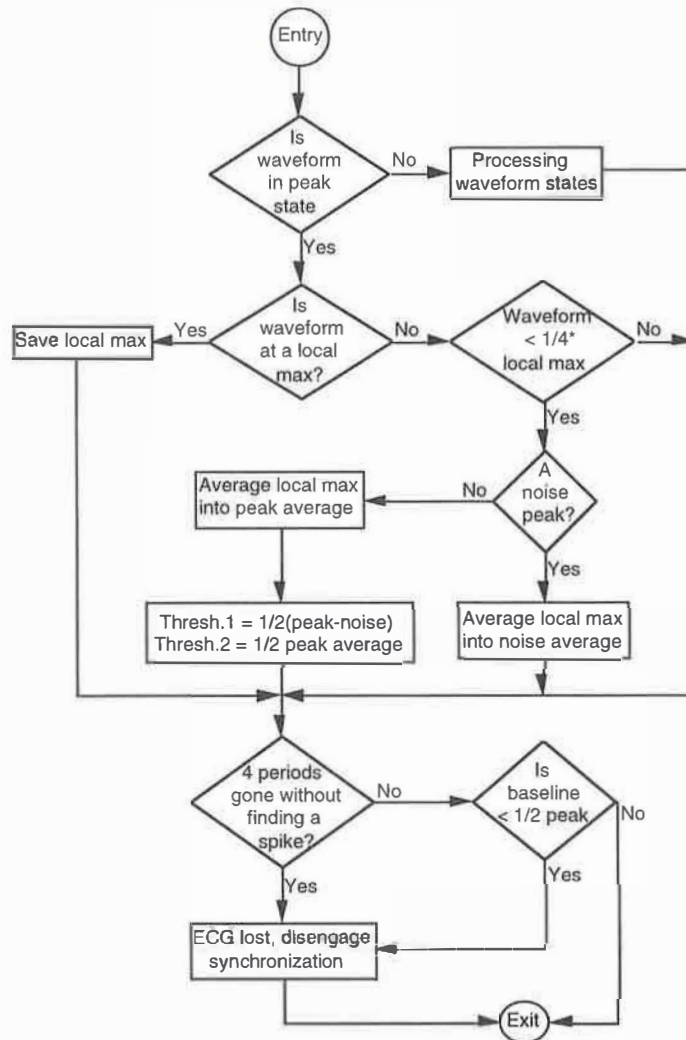 Entry
Is
waveform
in peak
state
No
Processing
waveform states
Yes
Is
waveform
at a local
max?
Yes
Save local max
No
Waveform
< 1/4*
local max
No
Yes
A
noise
peak?
No
Average local max
into peak average
Yes
Thresh.1 = 1/2(peak-noise)
Thresh.2 = 1/2 peak average
Average local max
into noise average
4 periods
gone without
finding a
spike?
No
Is
baseline
< 1/2 peak
No
Yes
Yes
ECG lost, disengage
synchronization
Exit